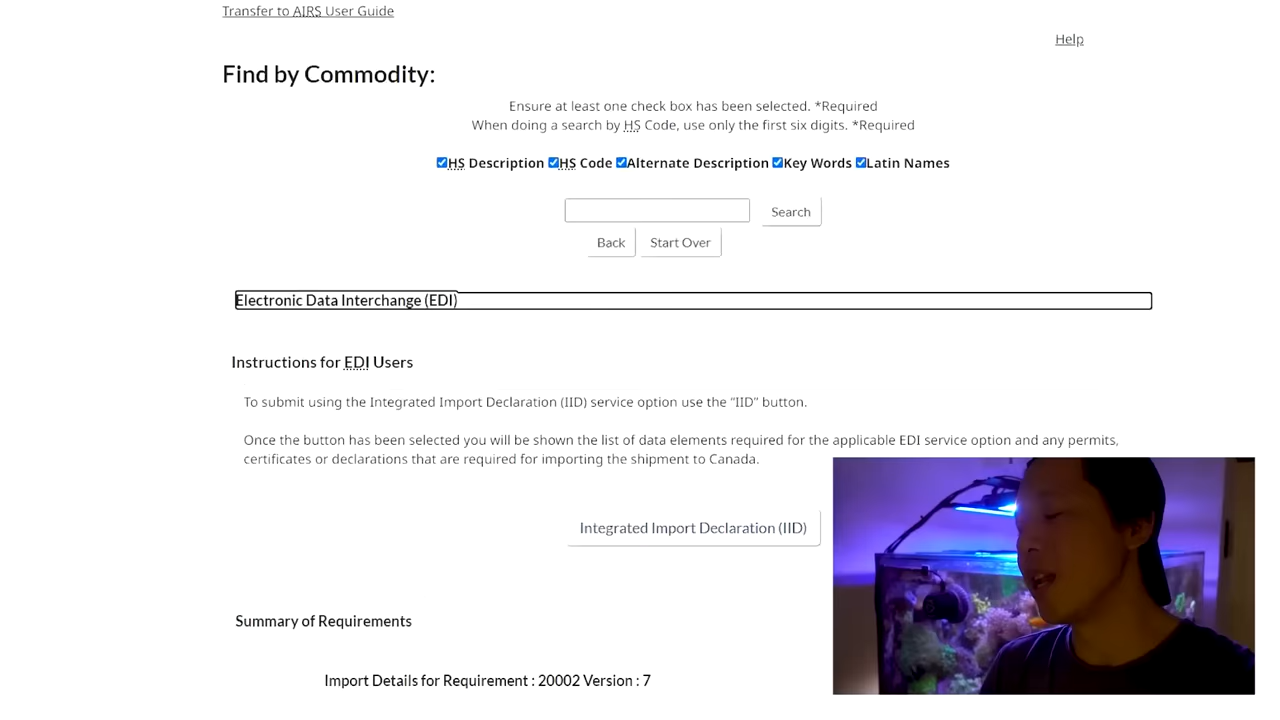 Transfer to AIRS User Guide
Help
Find by Commodity:
Ensure at least one check box has been selected. *Required
When doing a search by HS Code, use only the first six digits. *Required
HS Description HS Code Alternate Description Key Words Latin Names
Search
Back Start Over
Electronic Data Interchange (EDI)
Instructions for EDI Users
To submit using the Integrated Import Declaration (IID) service option use the "IID" button.
Once the button has been selected you will be shown the list of data elements required for the applicable EDI service option and any permits,
certificates or declarations that are required for importing the shipment to Canada.
Integrated Import Declaration (IID)
Summary of Requirements
Import Details for Requirement : 20002 Version : 7